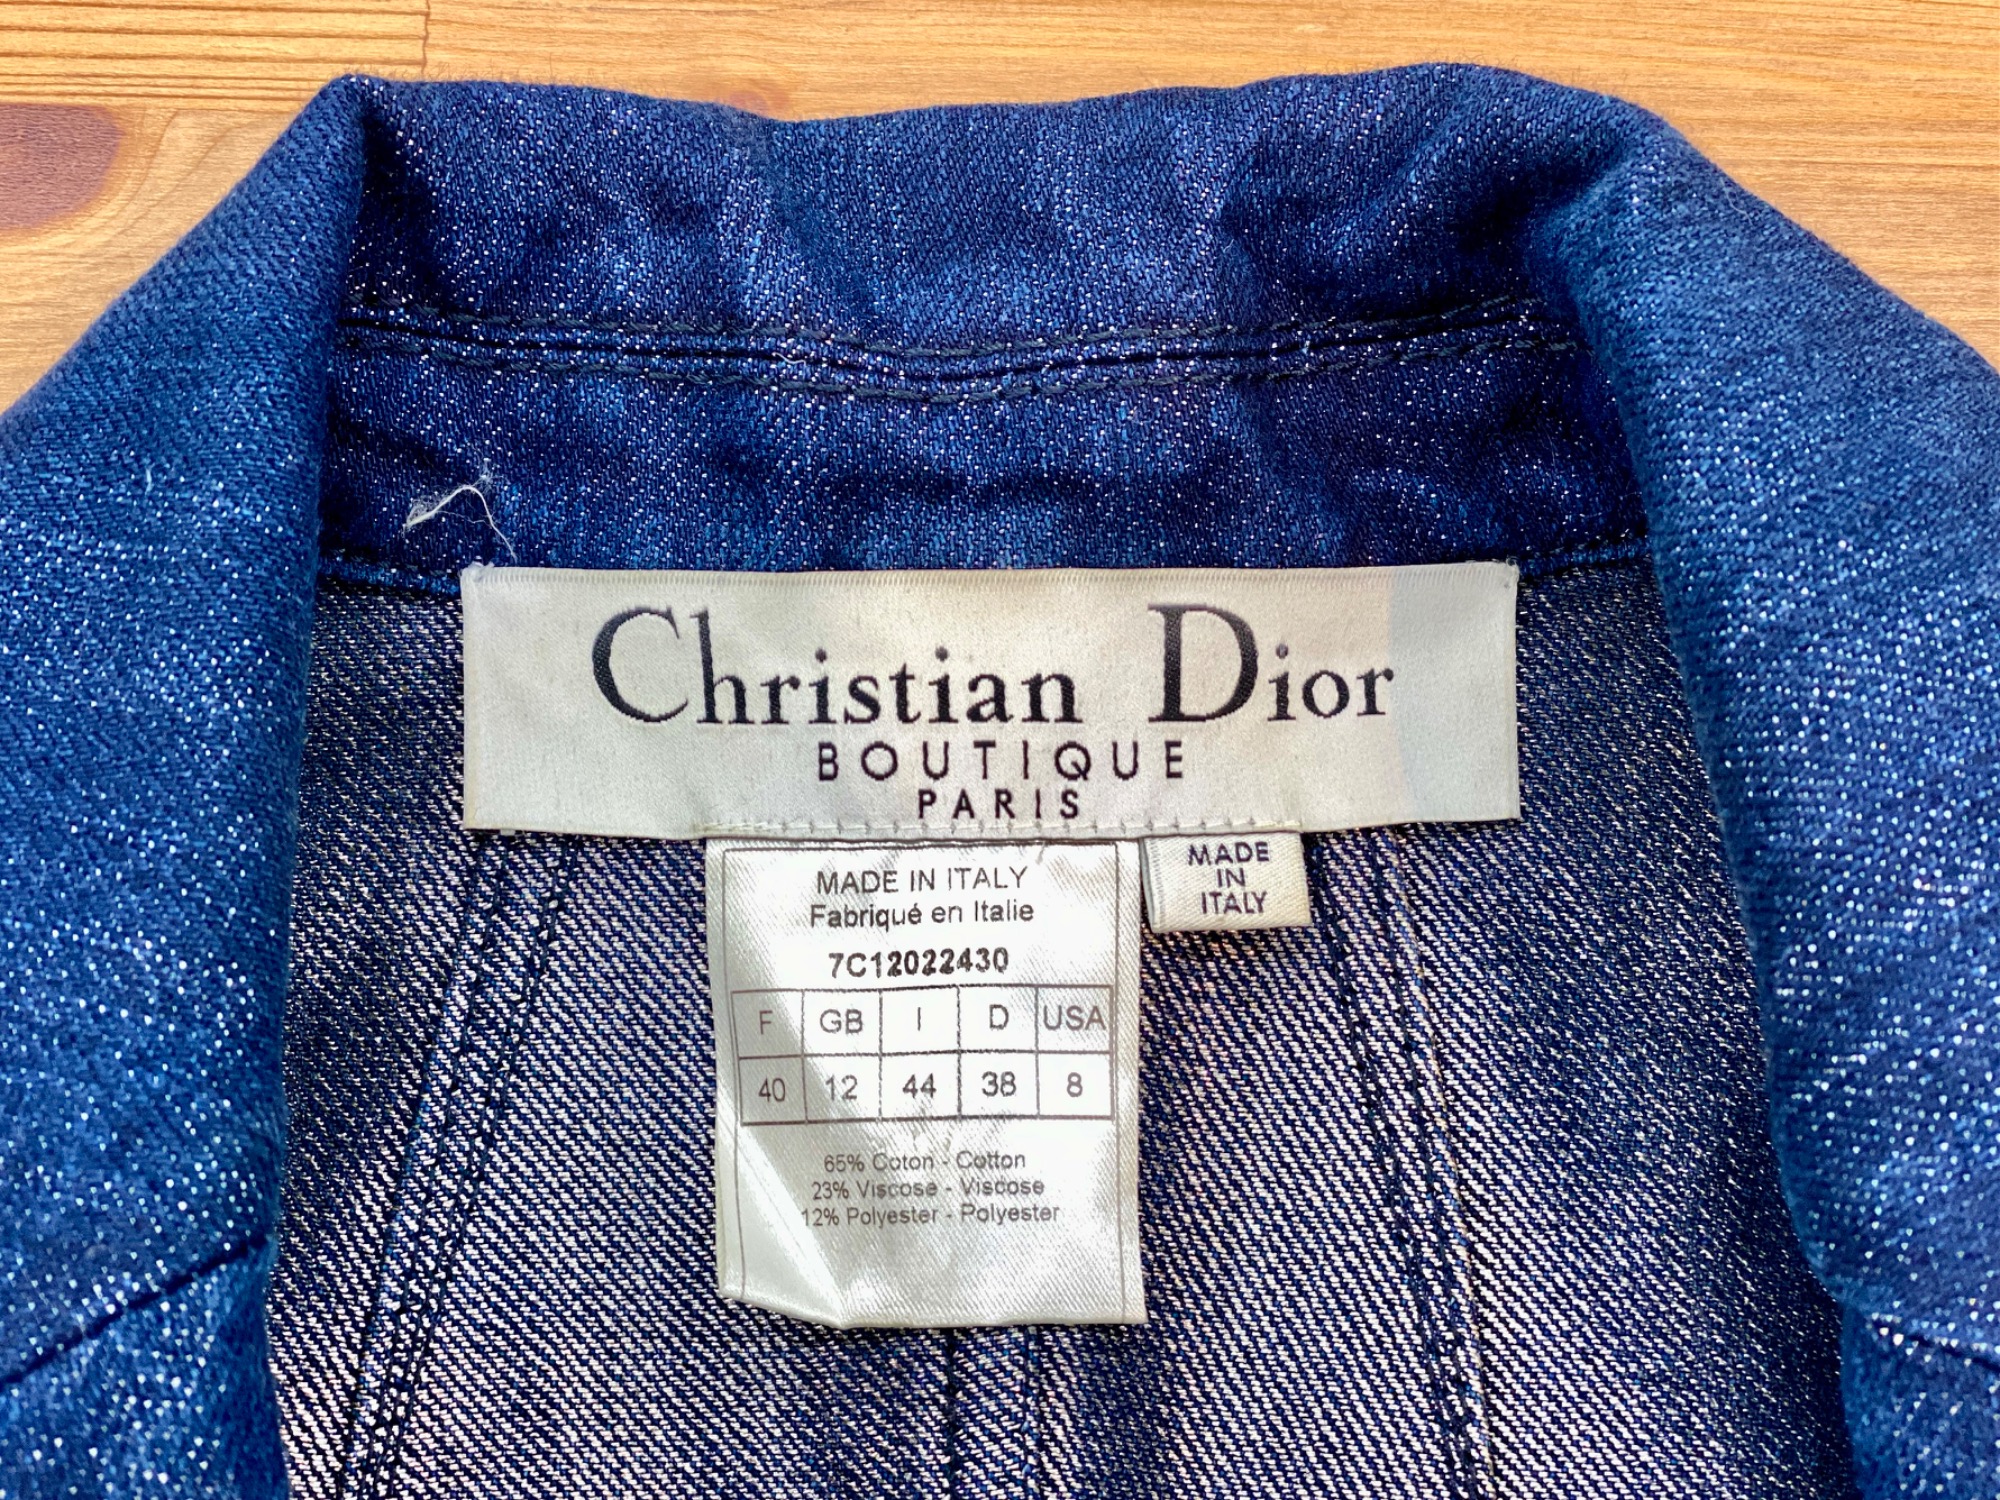 Christian Dior
BOUTIQUE
PARIS
MADE IN ITALY
Fabriqué en Italie
7C12022430
F GB I D USA
40 12 44 38 8
65% Coton - Cotton
23% Viscose - Viscose
12% Polyester - Polyester
MADE
IN
ITALY